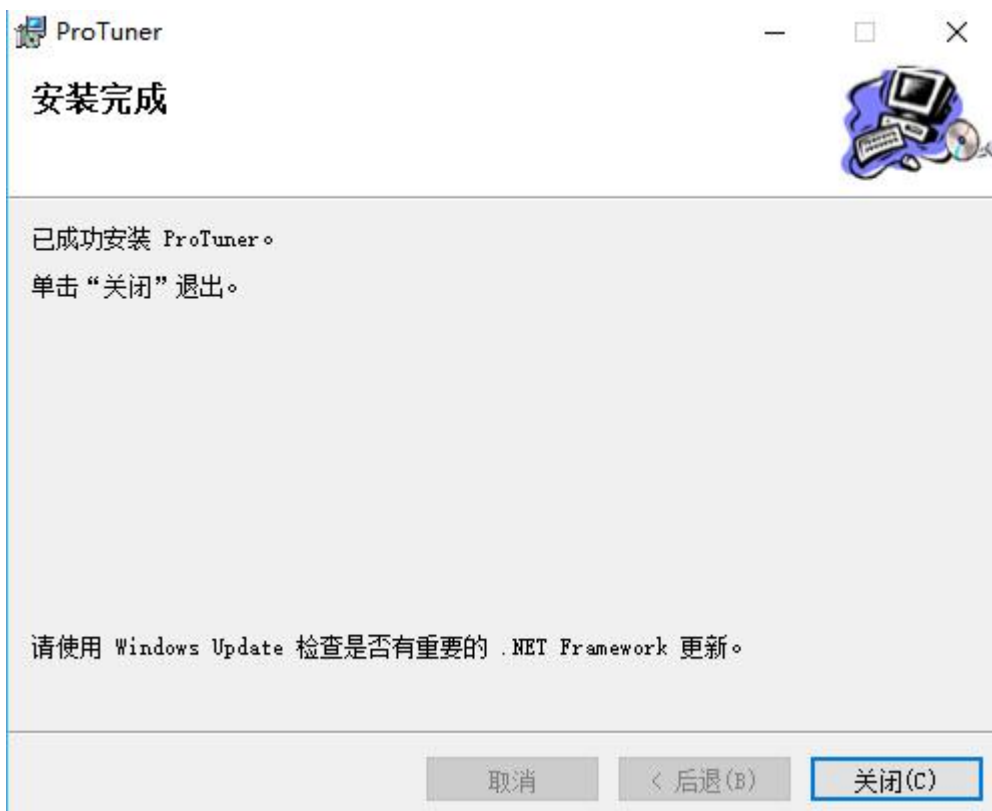 ProTuner
安装完成
已成功安装 ProTuner。
单击“关闭”退出。
请使用 Windows Update 检查是否有重要的 .NET Framework 更新。
取消
< 后退(B)
关闭(C)